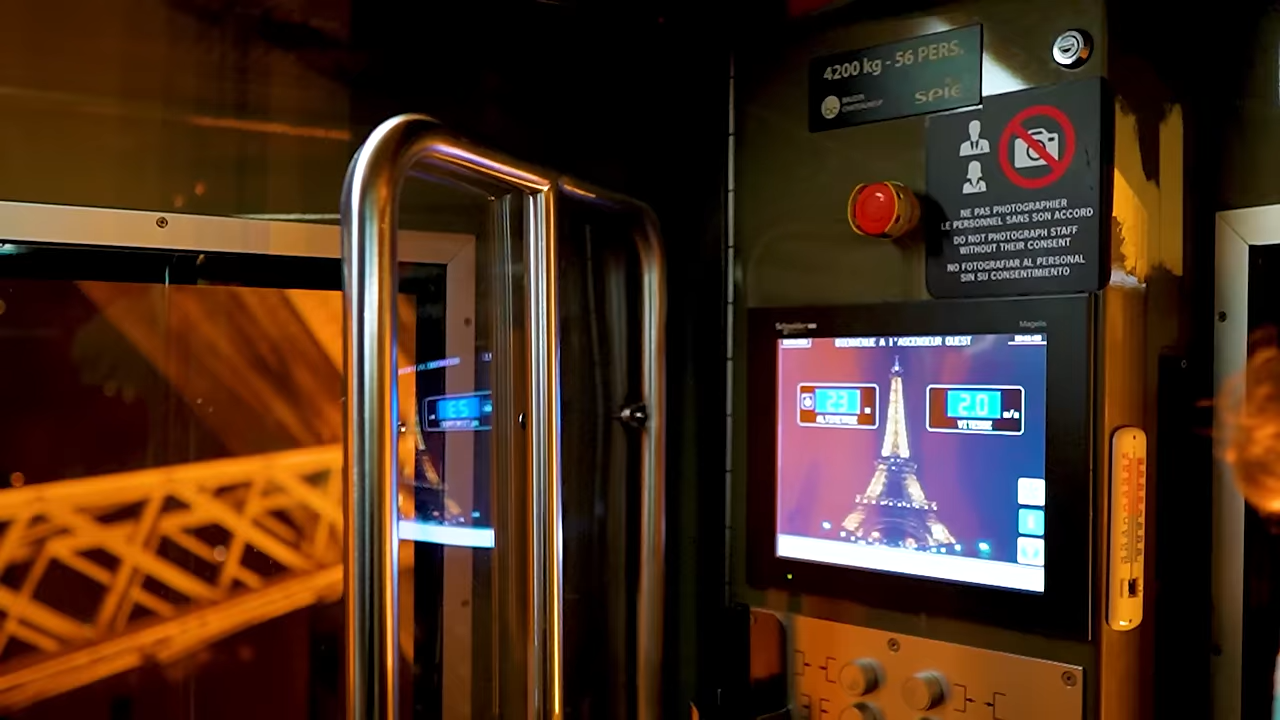 4200 kg - 56 PERS.
SPIE
NE PAS PHOTOGRAPHIER
LE PERSONNEL SANS SON ACCORD
DO NOT PHOTOGRAPH STAFF
WITHOUT THEIR CONSENT
NO FOTOGRAFIAR AL PERSONAL
SIN SU CONSENTIMIENTO
Schneider
Magelis
BIENVENUE A L'ASCENSEUR OUEST
23 m
2.0 m/s
ALTITUDE
VITESSE